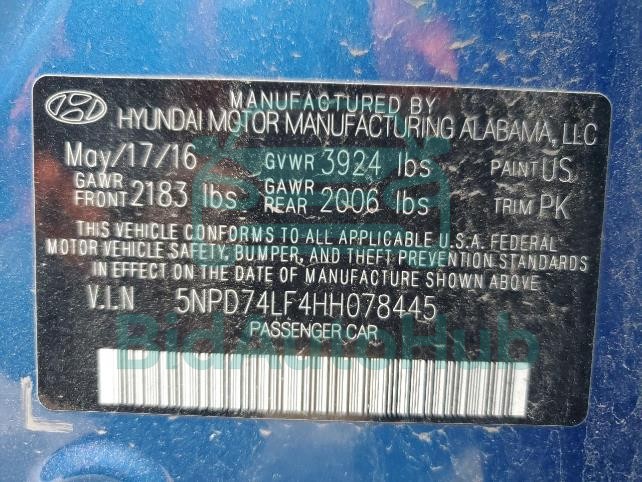 MANUFACTURED BY
HYUNDAI MOTOR MANUFACTURING ALABAMA, LLC
May/17/16 GVWR 3924 lbs PAINT US
GAWR FRONT 2183 lbs GAWR REAR 2006 lbs TRIM PK
THIS VEHICLE CONFORMS TO ALL APPLICABLE U.S.A. FEDERAL
MOTOR VEHICLE SAFETY, BUMPER, AND THEFT PREVENTION STANDARDS
IN EFFECT ON THE DATE OF MANUFACTURE SHOWN ABOVE.
V.I.N 5NPD74LF4HH078445
PASSENGER CAR
BidAutoHub